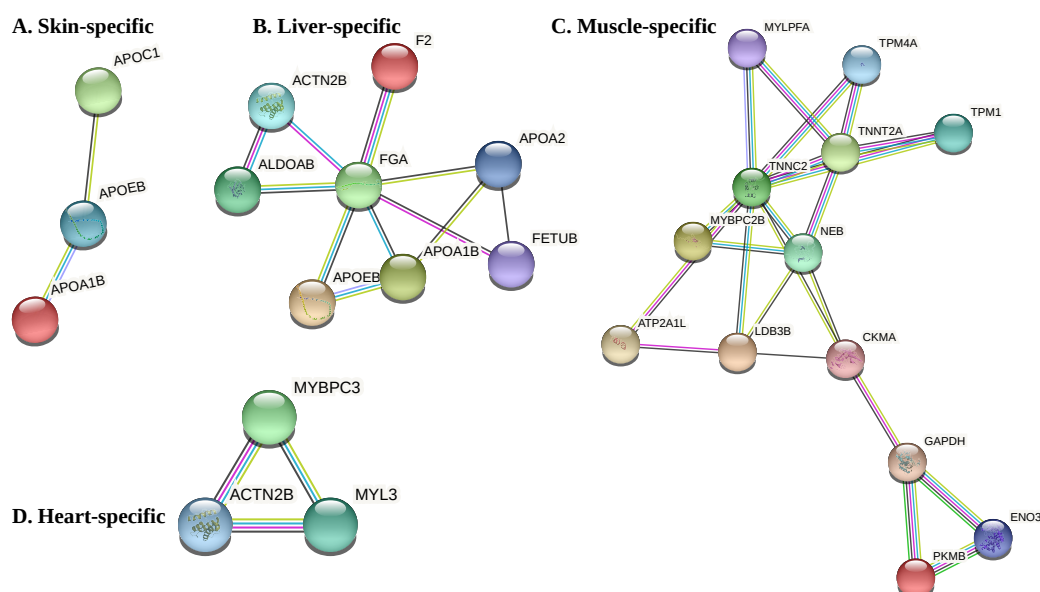 A. Skin-specific
APOC1
APOEB
APOA1B
B. Liver-specific
F2
ACTN2B
APOA2
FGA
ALDOAB
FETUB
APOA1B
APOEB
C. Muscle-specific
MYLPFA
TPM4A
TPM1
TNNT2A
TNNC2
MYBPC2B
NEB
ATP2A1L
LDB3B
CKMA
GAPDH
ENO3
PKMB
D. Heart-specific
MYBPC3
ACTN2B
MYL3